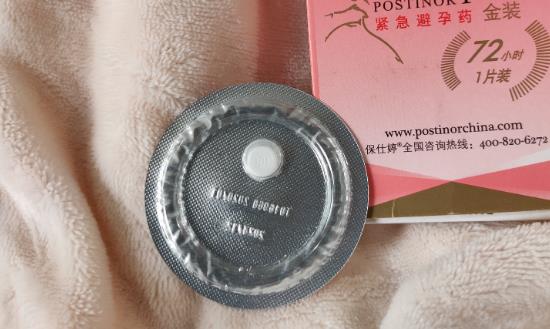 POSTINOR
紧急避孕药
金装
72小时
1片装
www.postinorchina.com
保仕婷®全国咨询热线：400-820-6272